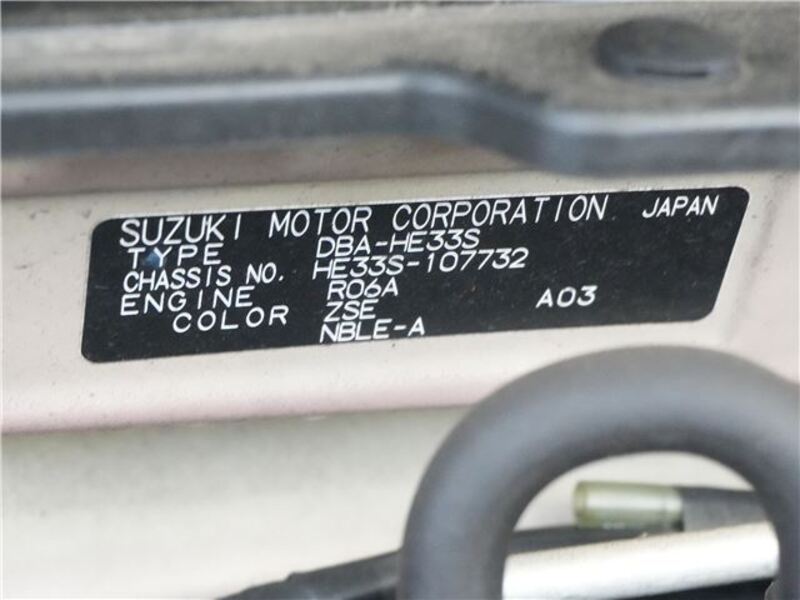 SUZUKI MOTOR CORPORATION JAPAN
TYPE DBA-HE33S
CHASSIS NO. HE33S-107732
ENGINE R06A
COLOR ZSE A03
NBLE-A